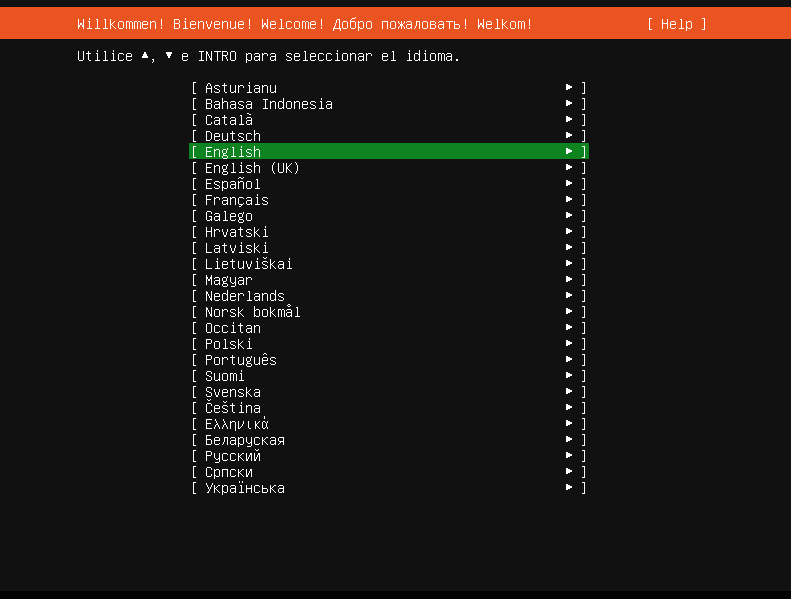 Willkommen! Bienvenue! Welcome! Добро пожаловать! Welkom! [ Help ]
Utilice ▲, ▼ e INTRO para seleccionar el idioma.
[ Asturianu ► ]
[ Bahasa Indonesia ► ]
[ Català ► ]
[ Deutsch ► ]
[ English ► ]
[ English (UK) ► ]
[ Español ► ]
[ Français ► ]
[ Galego ► ]
[ Hrvatski ► ]
[ Latviski ► ]
[ Lietuviškai ► ]
[ Magyar ► ]
[ Nederlands ► ]
[ Norsk bokmål ► ]
[ Occitan ► ]
[ Polski ► ]
[ Português ► ]
[ Suomi ► ]
[ Svenska ► ]
[ Čeština ► ]
[ Ελληνικά ► ]
[ Беларуская ► ]
[ Русский ► ]
[ Српски ► ]
[ Українська ► ]